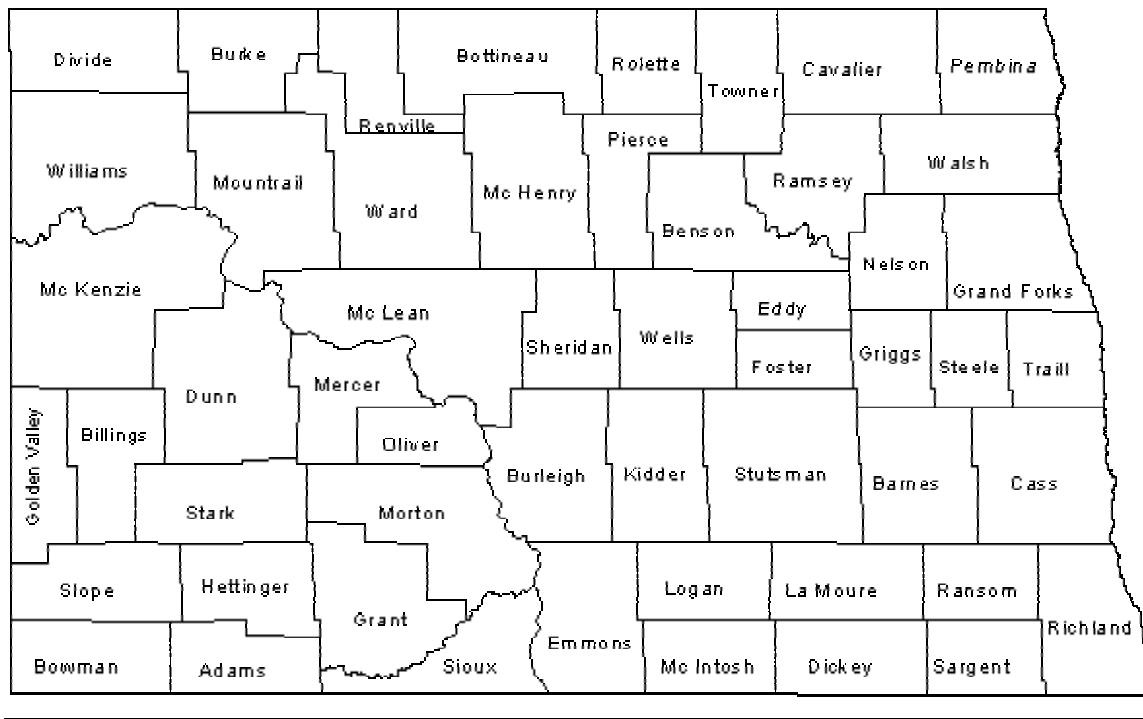 Divide
Burke
Bottineau
Rolette
Towner
Cavalier
Pembina
Renville
Pierce
Williams
Mountrail
Ward
Mc Henry
Benson
Ramsey
Walsh
Nelson
Grand Forks
Mc Kenzie
Mc Lean
Sheridan
Wells
Eddy
Foster
Griggs
Steele
Traill
Dunn
Mercer
Oliver
Golden Valley
Billings
Stark
Morton
Burleigh
Kidder
Stutsman
Barnes
Cass
Slope
Hettinger
Grant
Logan
La Moure
Ransom
Richland
Bowman
Adams
Sioux
Emmons
Mc Intosh
Dickey
Sargent